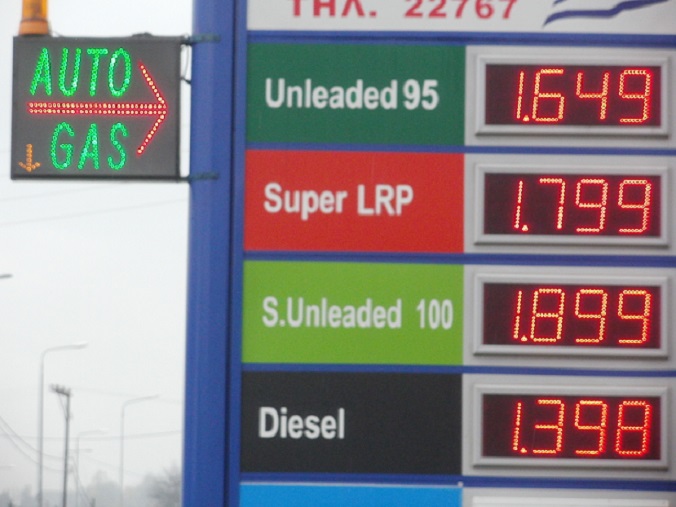 ΤΗΛ. 22767
AUTO
GAS
Unleaded 95 1.649
Super LRP 1.799
S.Unleaded 100 1.899
Diesel 1.398